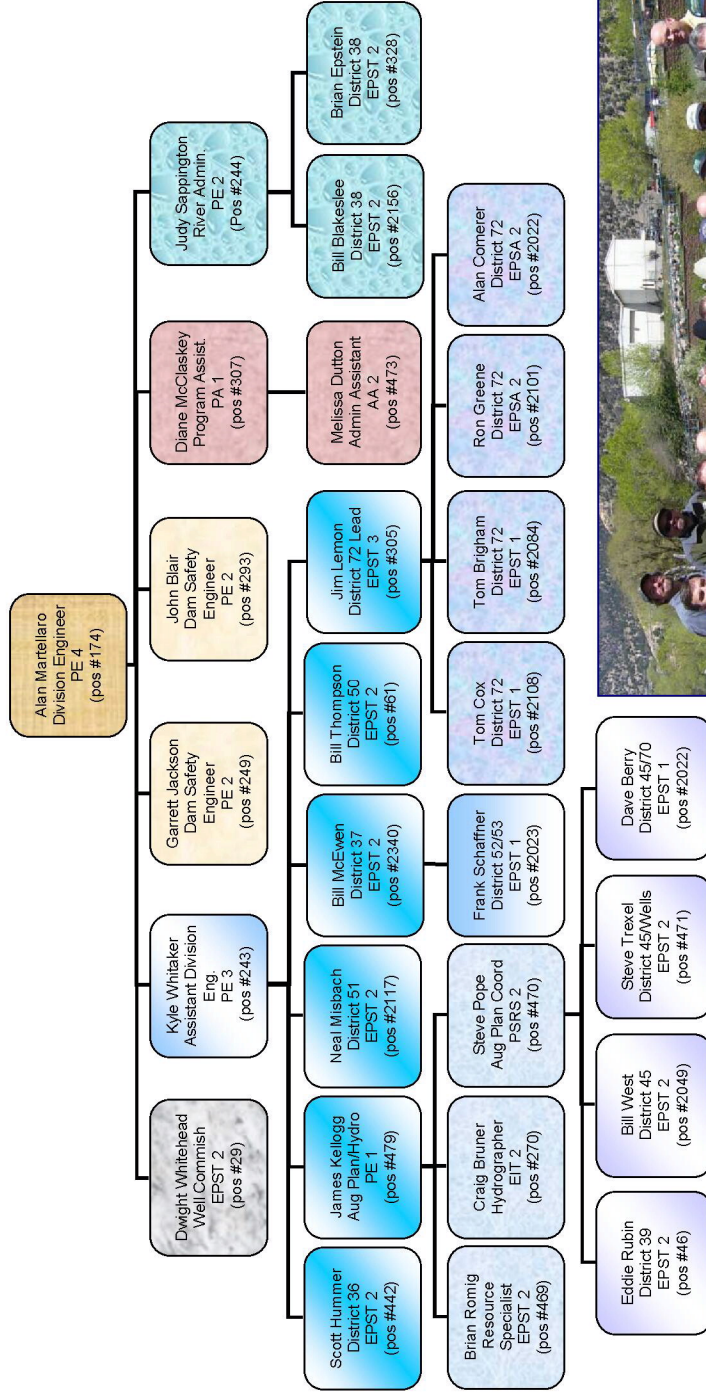 Alan Martellaro
Division Engineer
PE 4
(pos #174)
Dwight Whitehead
Well Commish
EPST 2
(pos #29)
Kyle Whitaker
Assistant Division
Eng.
PE 3
(pos #243)
Garrett Jackson
Dam Safety
Engineer
PE 2
(pos #249)
John Blair
Dam Safety
Engineer
PE 2
(pos #293)
Diane McClaskey
Program Assist.
PA 1
(pos #307)
Judy Sappington
River Admin.
PE 2
(Pos #244)
Scott Hummer
District 36
EPST 2
(pos #442)
James Kellogg
Aug Plan/Hydro
PE 1
(pos #479)
Neal Misbach
District 51
EPST 2
(pos #2117)
Bill McEwen
District 37
EPST 2
(pos #2340)
Bill Thompson
District 50
EPST 2
(pos #61)
Jim Lemon
District 72 Lead
EPST 3
(pos #305)
Melissa Dutton
Admin Assistant
AA 2
(pos #473)
Bill Blakeslee
District 38
EPST 2
(pos #2156)
Brian Epstein
District 38
EPST 2
(pos #328)
Brian Romig
Resource
Specialist
EPST 2
(pos #469)
Craig Bruner
Hydrographer
EIT 2
(pos #270)
Steve Pope
Aug Plan Coord
PSRS 2
(pos #470)
Frank Schaffner
District 52/53
EPST 1
(pos #2023)
Tom Cox
District 72
EPST 1
(pos #2108)
Tom Brigham
District 72
EPST 1
(pos #2084)
Ron Greene
District 72
EPSA 2
(pos #2101)
Alan Comerer
District 72
EPSA 2
(pos #2022)
Eddie Rubin
District 39
EPST 2
(pos #46)
Bill West
District 45
EPST 2
(pos #2049)
Steve Trexel
District 45/Wells
EPST 2
(pos #471)
Dave Berry
District 45/70
EPST 1
(pos #2022)